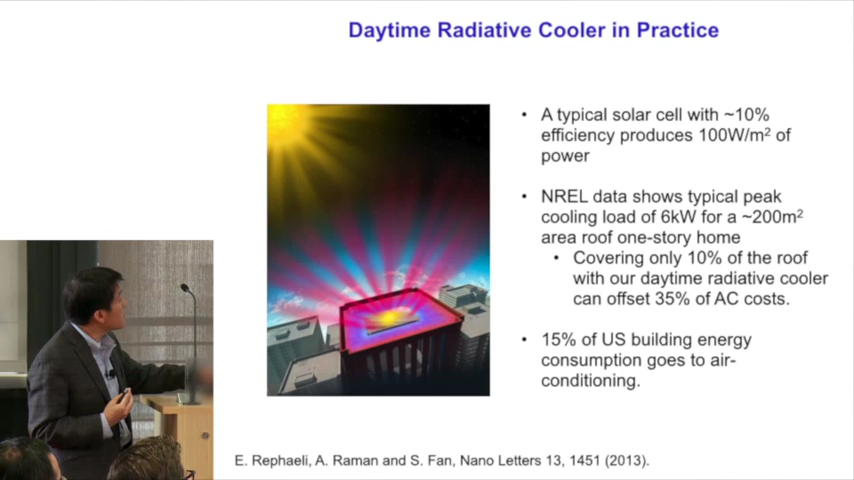 Daytime Radiative Cooler in Practice
• A typical solar cell with ~10%
efficiency produces 100W/m² of
power
• NREL data shows typical peak
cooling load of 6kW for a ~200m²
area roof one-story home
• Covering only 10% of the roof
with our daytime radiative cooler
can offset 35% of AC costs.
• 15% of US building energy
consumption goes to air-
conditioning.
E. Rephaeli, A. Raman and S. Fan, Nano Letters 13, 1451 (2013).